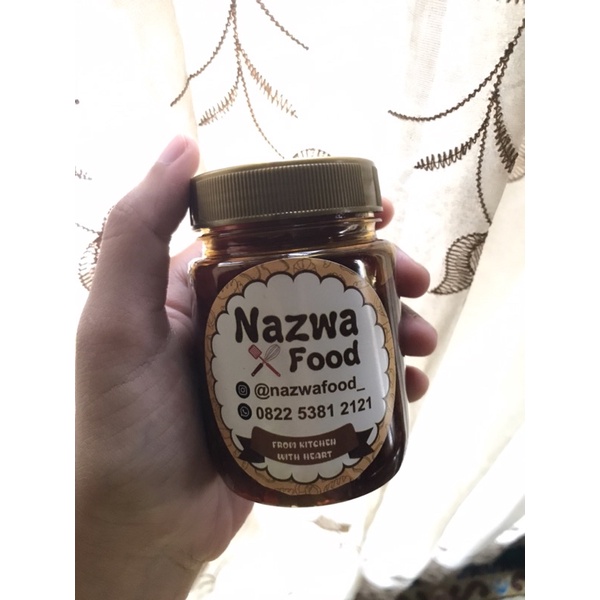 Nazwa
Food
@nazwafood_
0822 5381 2121
FROM KITCHEN
WITH HEART